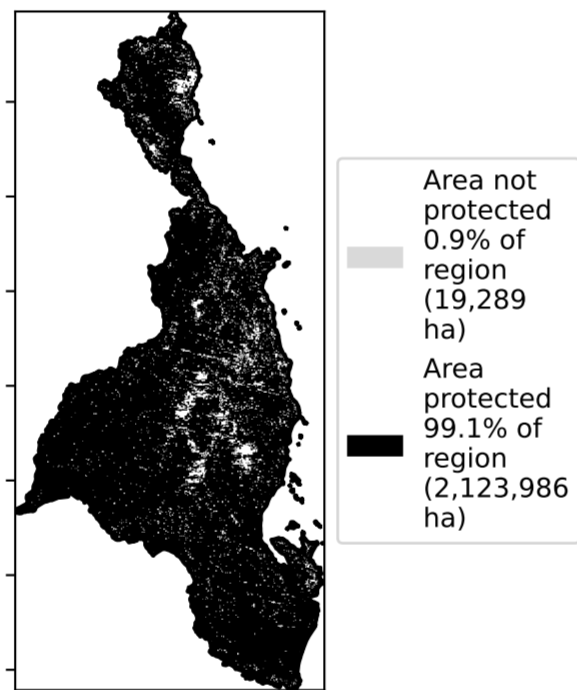 Area not
protected
0.9% of
region
(19,289
ha)
Area
protected
99.1% of
region
(2,123,986
ha)